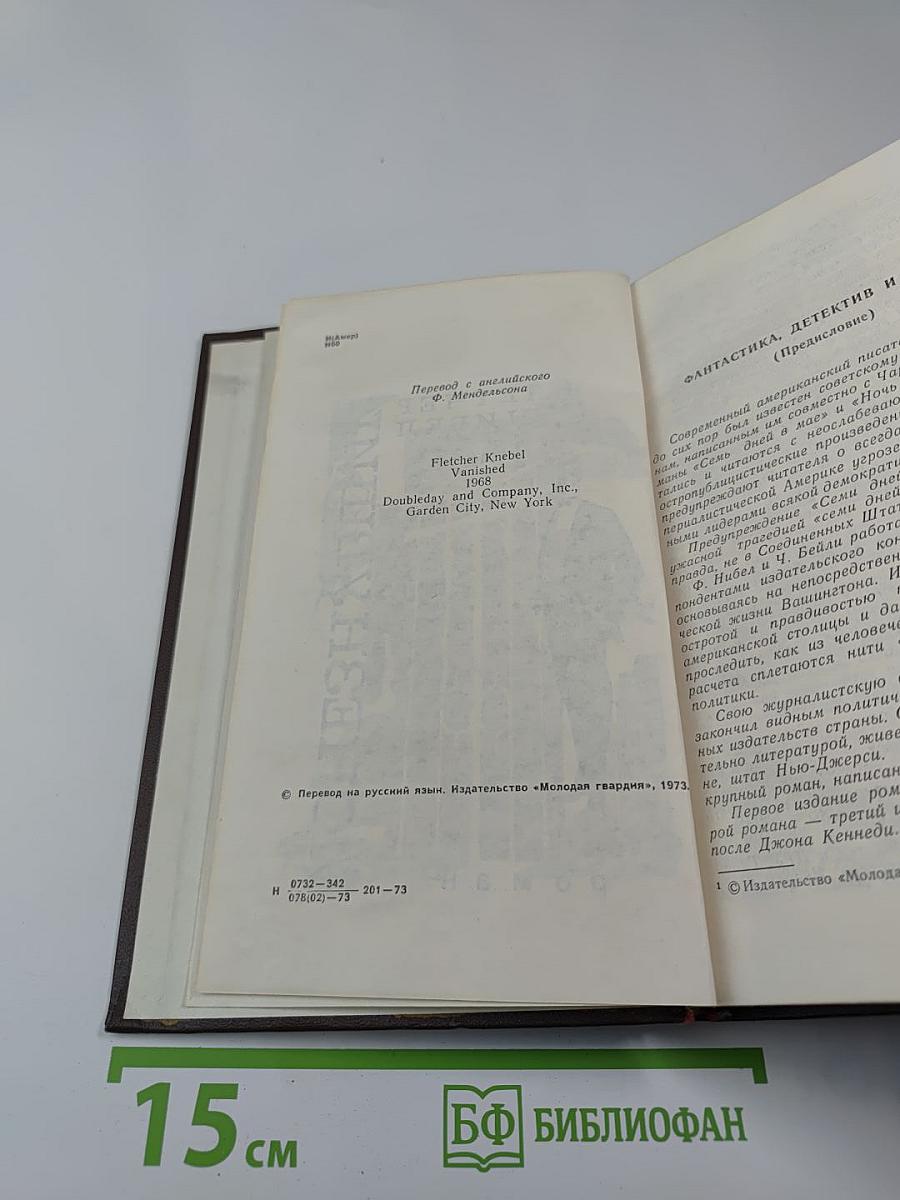 И(Амер)
Н60
Перевод с английского
Ф. Мендельсона
Fletcher Knebel
Vanished
1968
Doubleday and Company, Inc.,
Garden City, New York
© Перевод на русский язык. Издательство «Молодая гвардия», 1973.
Н 0732—342
078(02)—73 201—73
ФАНТАСТИКА, ДЕТЕКТИВ И
(Предисловие)
Современный американский писат
до сих пор был известен советскому
нам, написанным им совместно с Чар
маны «Семь дней в мае» и «Ночь
тались и читаются с неослабеваю
остропублицистические произведен
предупреждают читателя о всегда
периалистической Америке угрозе
ными лидерами всякой демократи
Предупреждение «Семи дней
ужасной трагедией «семи дней
правда, не в Соединенных Штат
Ф. Нибел и Ч. Бейли работа
пондентами издательского кон
основываясь на непосредствен
ческой жизни Вашингтона. И
остротой и правдивостью
американской столицы и да
проследить, как из человече
расчета сплетаются нити
политики.
Свою журналистскую
закончил видным политич
ных издательств страны. С
тельно литературой, живе
не, штат Нью-Джерси.
крупный роман, написан
Первое издание ром
рой романа — третий и
после Джона Кеннеди.
¹ © Издательство «Молода
15 см
БФ БИБЛИОФАН